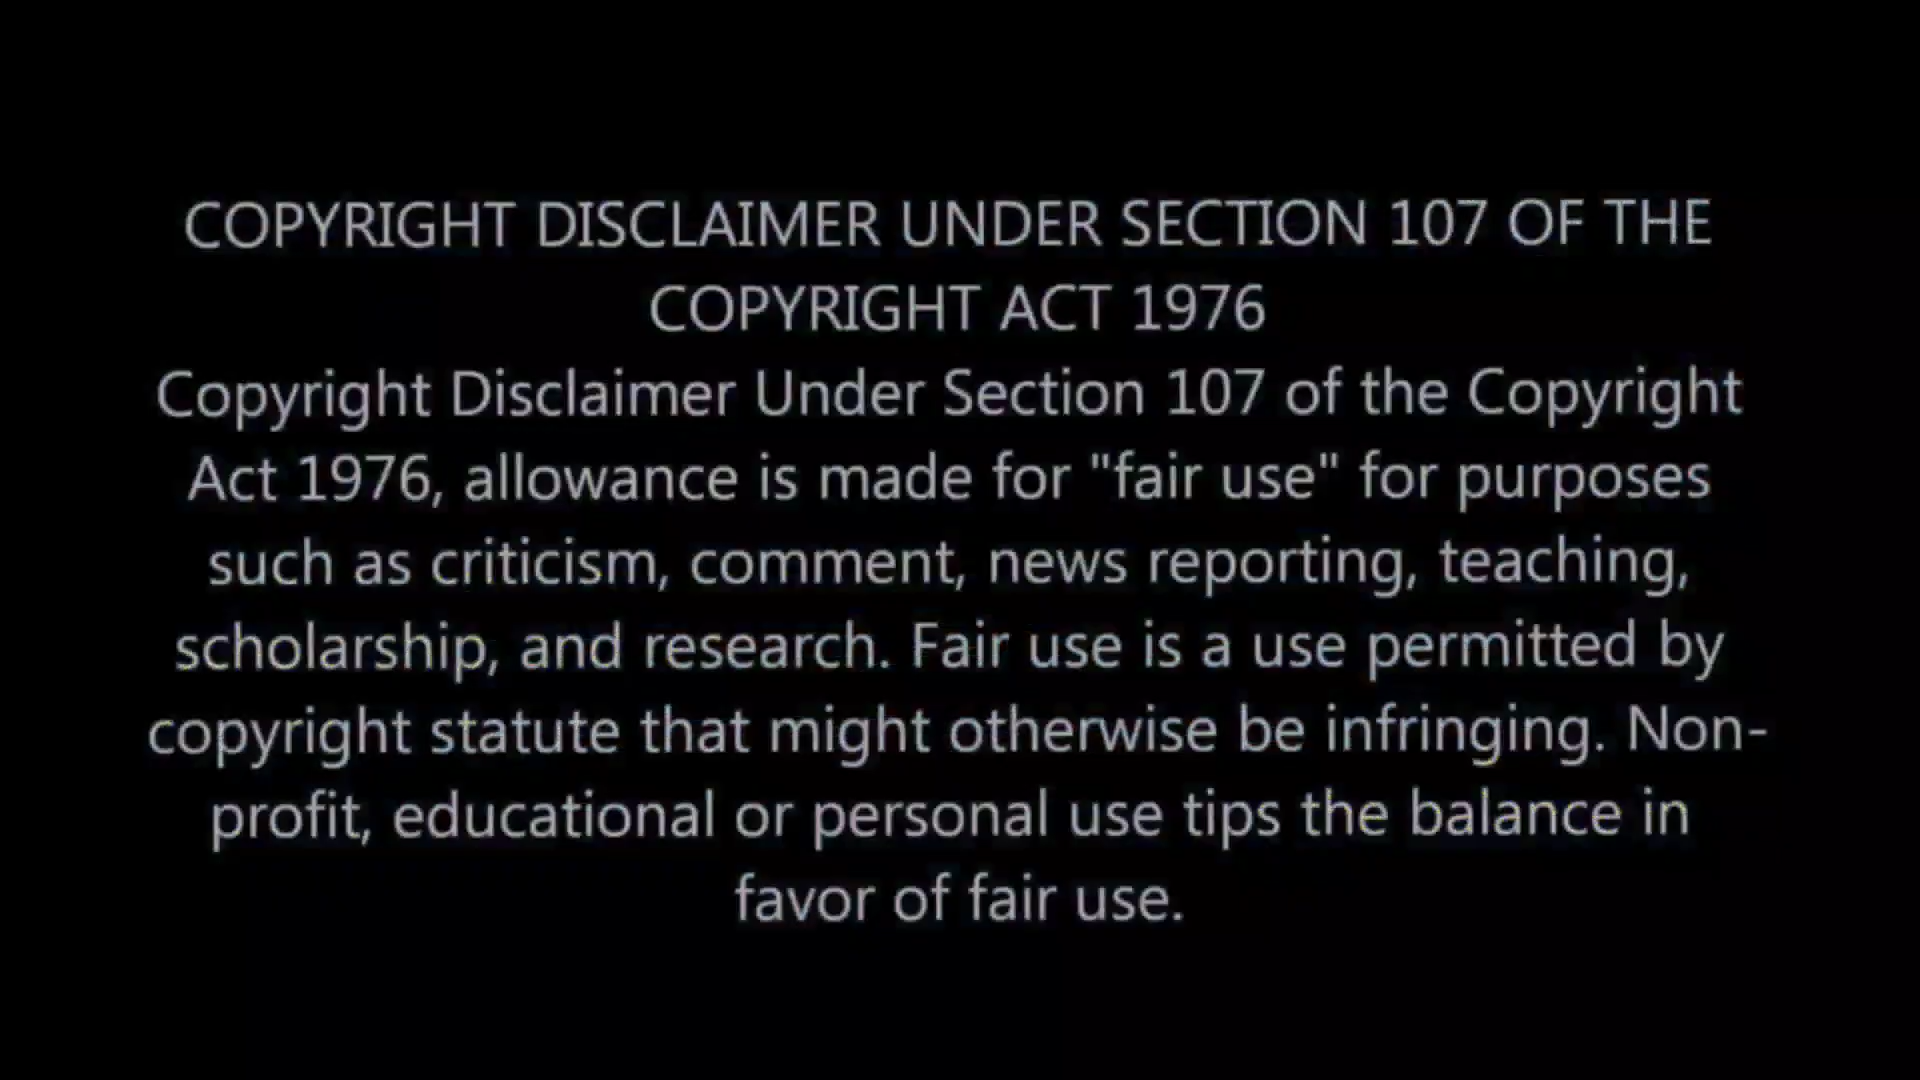 COPYRIGHT DISCLAIMER UNDER SECTION 107 OF THE
COPYRIGHT ACT 1976
Copyright Disclaimer Under Section 107 of the Copyright
Act 1976, allowance is made for "fair use" for purposes
such as criticism, comment, news reporting, teaching,
scholarship, and research. Fair use is a use permitted by
copyright statute that might otherwise be infringing. Non-
profit, educational or personal use tips the balance in
favor of fair use.